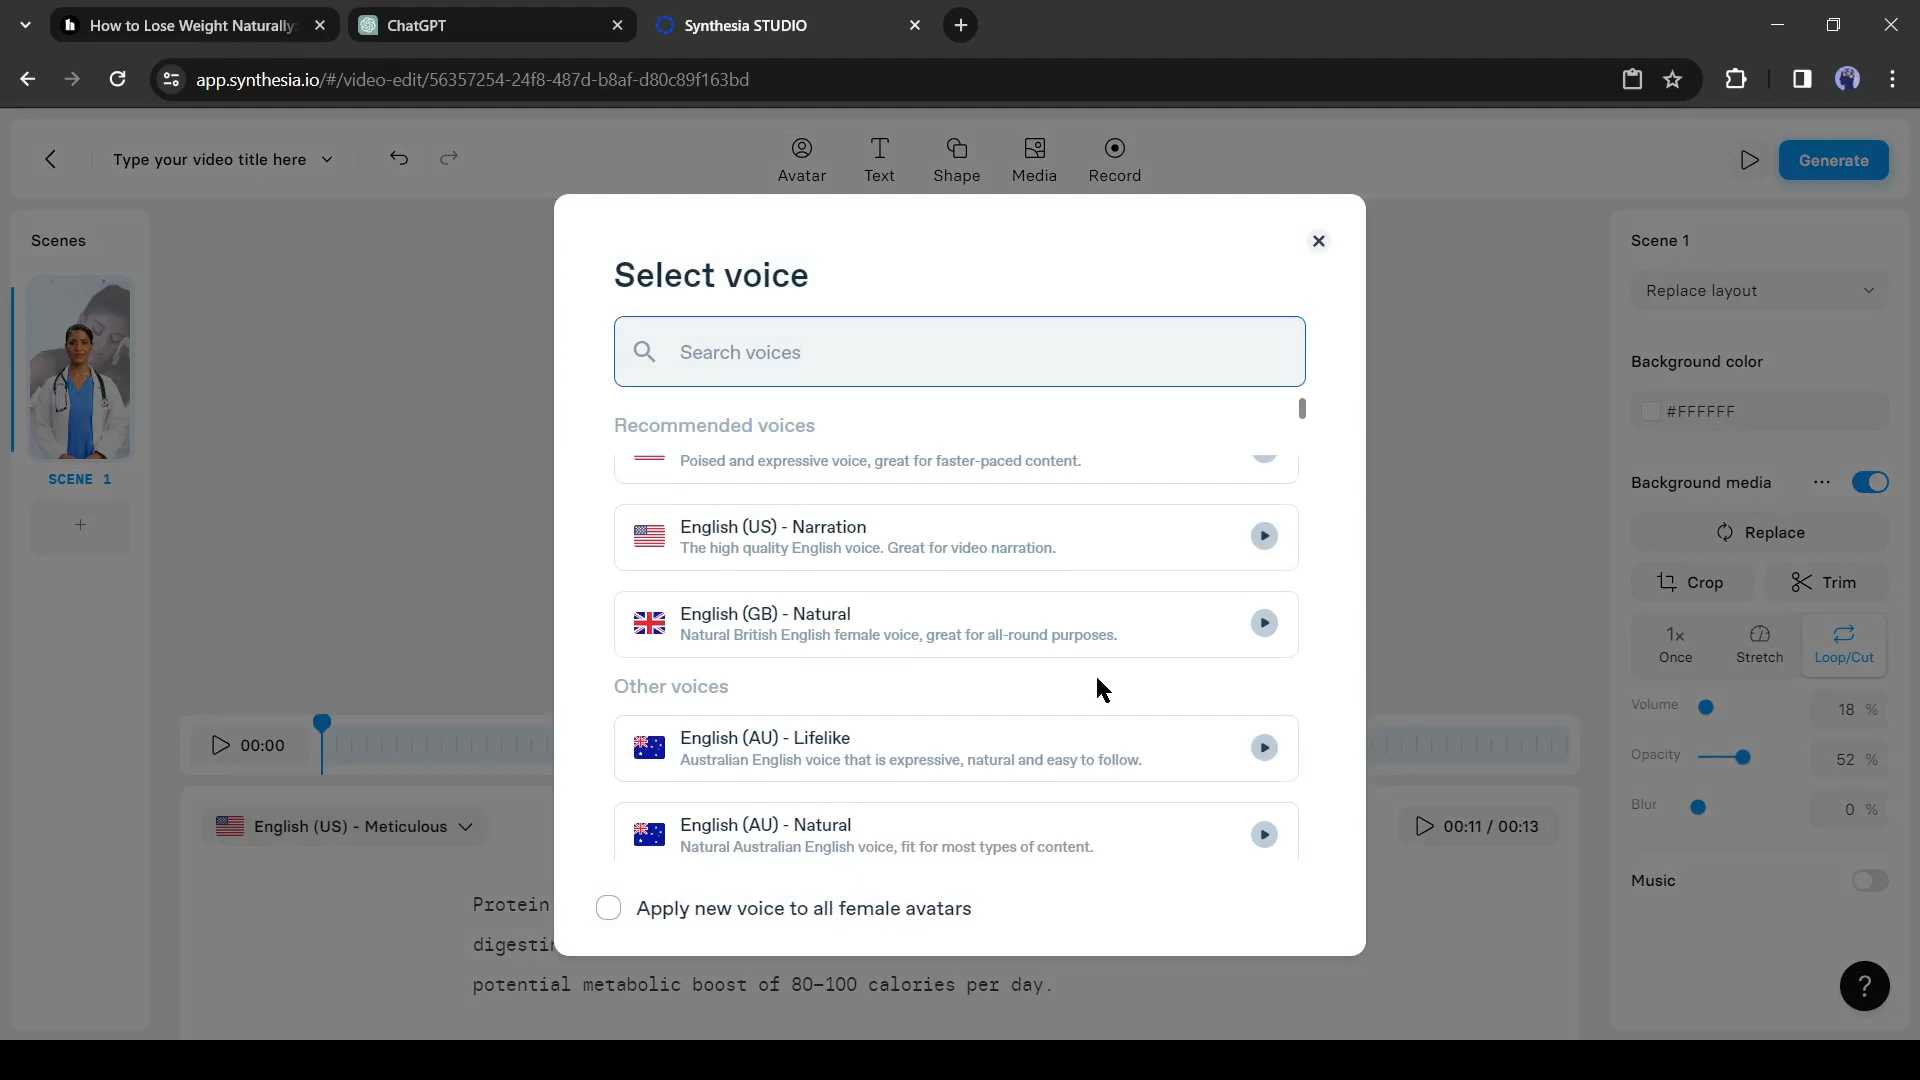 How to Lose Weight Naturally:
ChatGPT
Synthesia STUDIO
app.synthesia.io/#/video-edit/56357254-24f8-487d-b8af-d80c89f163bd
Type your video title here
Avatar
Text
Shape
Media
Record
Generate
Scenes
SCENE 1
Select voice
Search voices
Recommended voices
Poised and expressive voice, great for faster-paced content.
English (US) - Narration
The high quality English voice. Great for video narration.
English (GB) - Natural
Natural British English female voice, great for all-round purposes.
Other voices
English (AU) - Lifelike
Australian English voice that is expressive, natural and easy to follow.
English (AU) - Natural
Natural Australian English voice, fit for most types of content.
Apply new voice to all female avatars
00:00
English (US) - Meticulous
00:11 / 00:13
Protein
digesti
potential metabolic boost of 80-100 calories per day.
Scene 1
Replace layout
Background color
#FFFFFF
Background media
Replace
Crop
Trim
1x
Once
Stretch
Loop/Cut
Volume
18 %
Opacity
52 %
Blur
0 %
Music
?